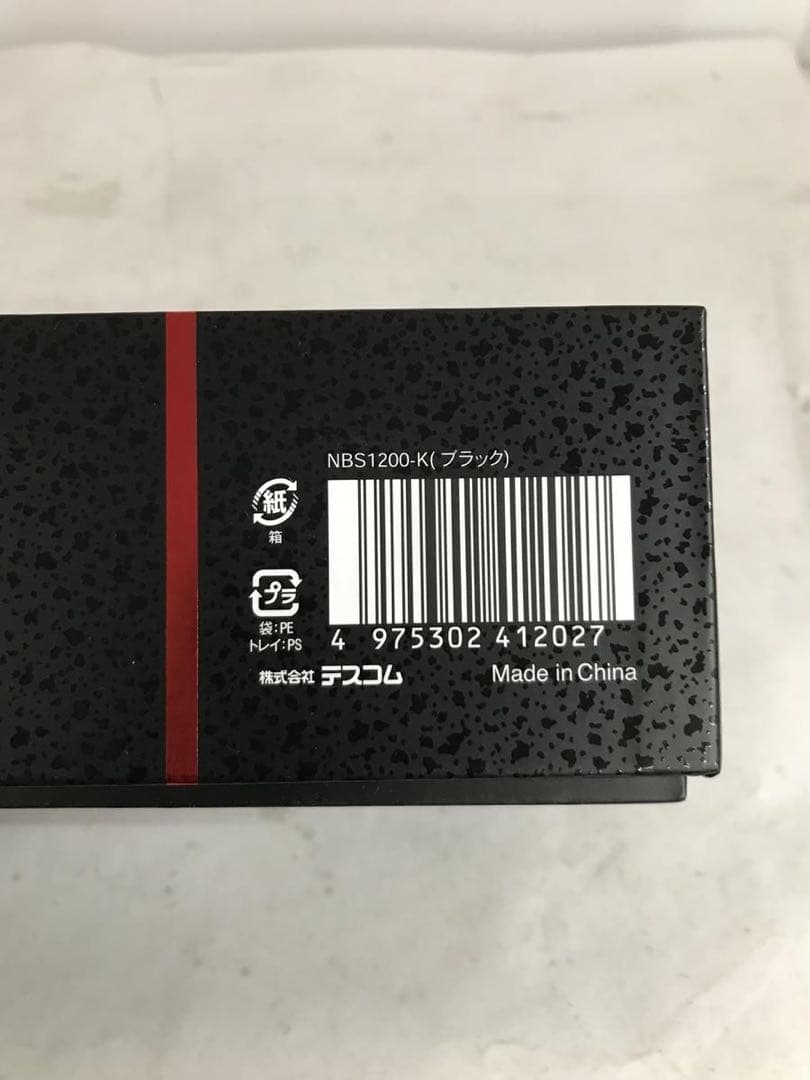 NBS1200-K(ブラック)
紙
箱
プラ
袋:PE
トレイ:PS
4 975302 412027
株式会社 テスコム
Made in China